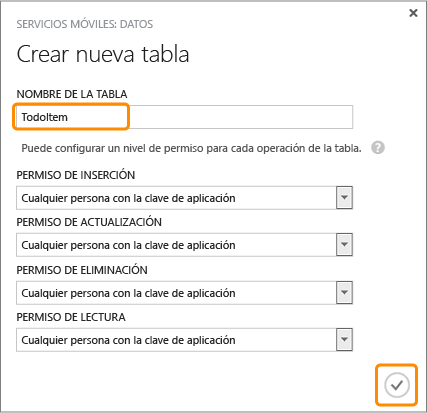 SERVICIOS MÓVILES: DATOS
Crear nueva tabla
NOMBRE DE LA TABLA
TodoItem
Puede configurar un nivel de permiso para cada operación de la tabla.
PERMISO DE INSERCIÓN
Cualquier persona con la clave de aplicación
PERMISO DE ACTUALIZACIÓN
Cualquier persona con la clave de aplicación
PERMISO DE ELIMINACIÓN
Cualquier persona con la clave de aplicación
PERMISO DE LECTURA
Cualquier persona con la clave de aplicación